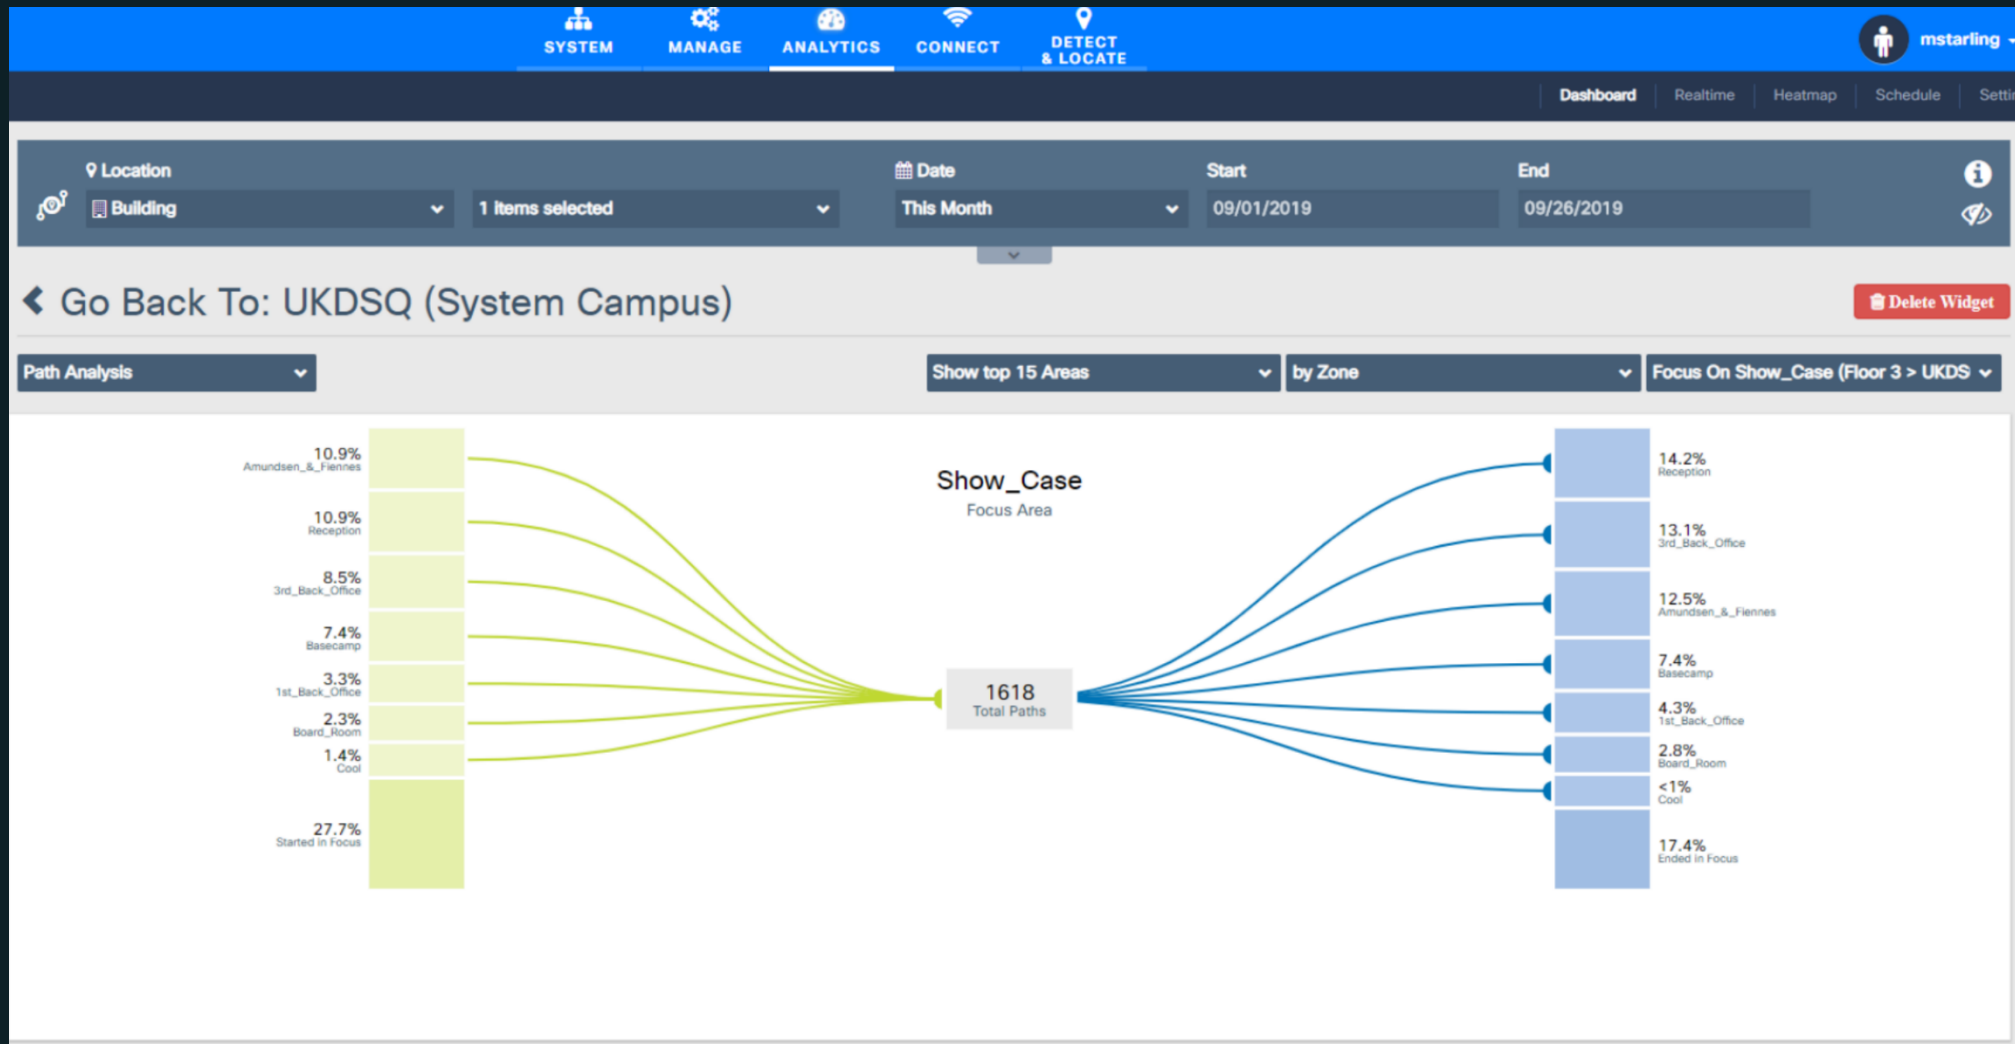 SYSTEM
MANAGE
ANALYTICS
CONNECT
DETECT
& LOCATE
mstarling
Dashboard
Realtime
Heatmap
Schedule
Settin
Location
Date
Start
End
Building
1 items selected
This Month
09/01/2019
09/26/2019
Go Back To: UKDSQ (System Campus)
Delete Widget
Path Analysis
Show top 15 Areas
by Zone
Focus On Show_Case (Floor 3 > UKDS
10.9%
Amundsen_&_Fiennes
10.9%
Reception
8.5%
3rd_Back_Office
7.4%
Basecamp
3.3%
1st_Back_Office
2.3%
Board_Room
1.4%
Cool
27.7%
Started in Focus
Show_Case
Focus Area
1618
Total Paths
14.2%
Reception
13.1%
3rd_Back_Office
12.5%
Amundsen_&_Fiennes
7.4%
Basecamp
4.3%
1st_Back_Office
2.8%
Board_Room
<1%
Cool
17.4%
Ended in Focus